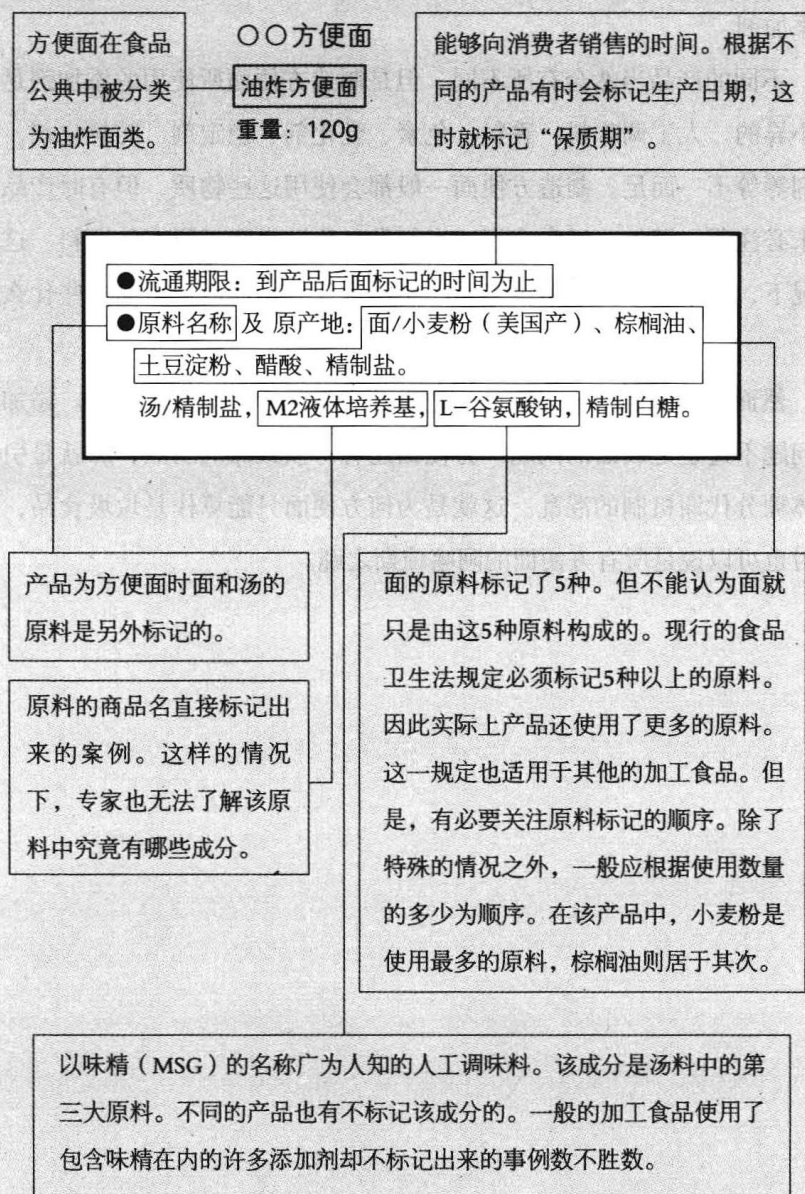 方便面在食品
公典中被分类
为油炸面类。
〇〇方便面
油炸方便面
重量：120g
能够向消费者销售的时间。根据不
同的产品有时会标记生产日期，这
时就标记“保质期”。
●流通期限：到产品后面标记的时间为止
●原料名称 及 原产地：面/小麦粉（美国产）、棕榈油、
土豆淀粉、醋酸、精制盐。
汤/精制盐，M2液体培养基，L-谷氨酸钠，精制白糖。
产品为方便面时面和汤的
原料是另外标记的。
原料的商品名直接标记出
来的案例。这样的情况
下，专家也无法了解该原
料中究竟有哪些成分。
面的原料标记了5种。但不能认为面就
只是由这5种原料构成的。现行的食品
卫生法规定必须标记5种以上的原料。
因此实际上产品还使用了更多的原料。
这一规定也适用于其他的加工食品。但
是，有必要关注原料标记的顺序。除了
特殊的情况之外，一般应根据使用数量
的多少为顺序。在该产品中，小麦粉是
使用最多的原料，棕榈油则居于其次。
以味精（MSG）的名称广为人知的人工调味料。该成分是汤料中的第
三大原料。不同的产品也有不标记该成分的。一般的加工食品使用了
包含味精在内的许多添加剂却不标记出来的事例数不胜数。